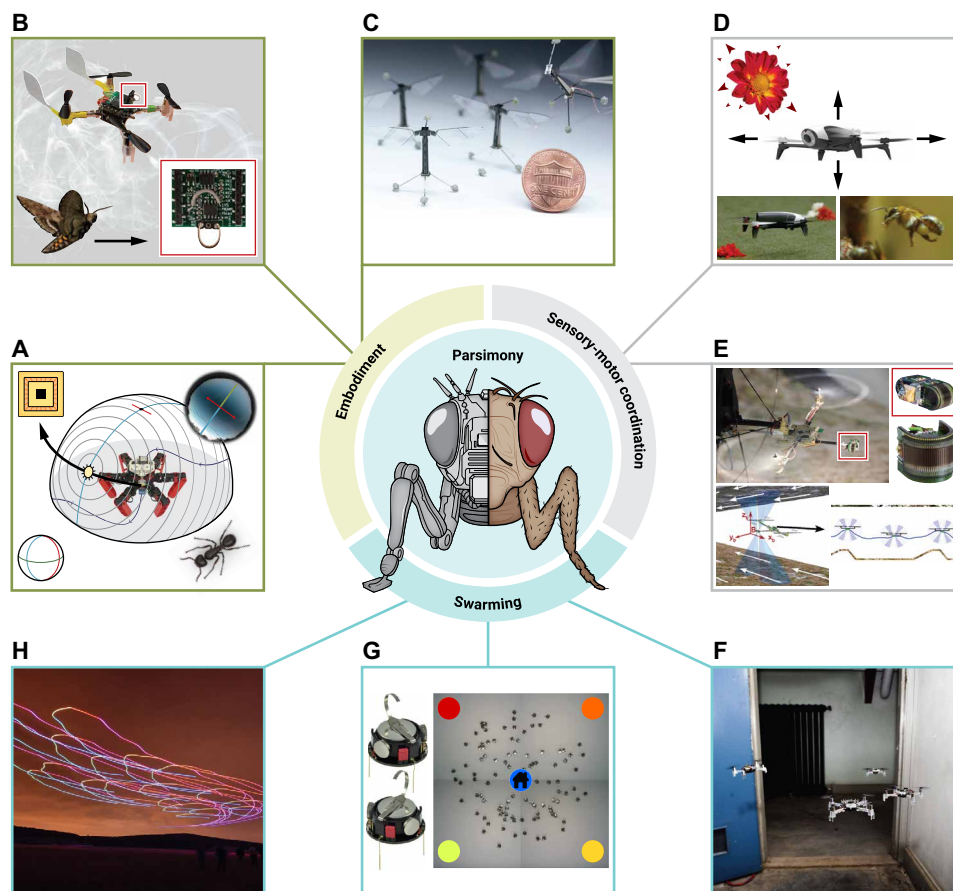 B
C
D
Parsimony
Embodiment
Sensory-motor coordination
Swarming
A
E
H
G
F